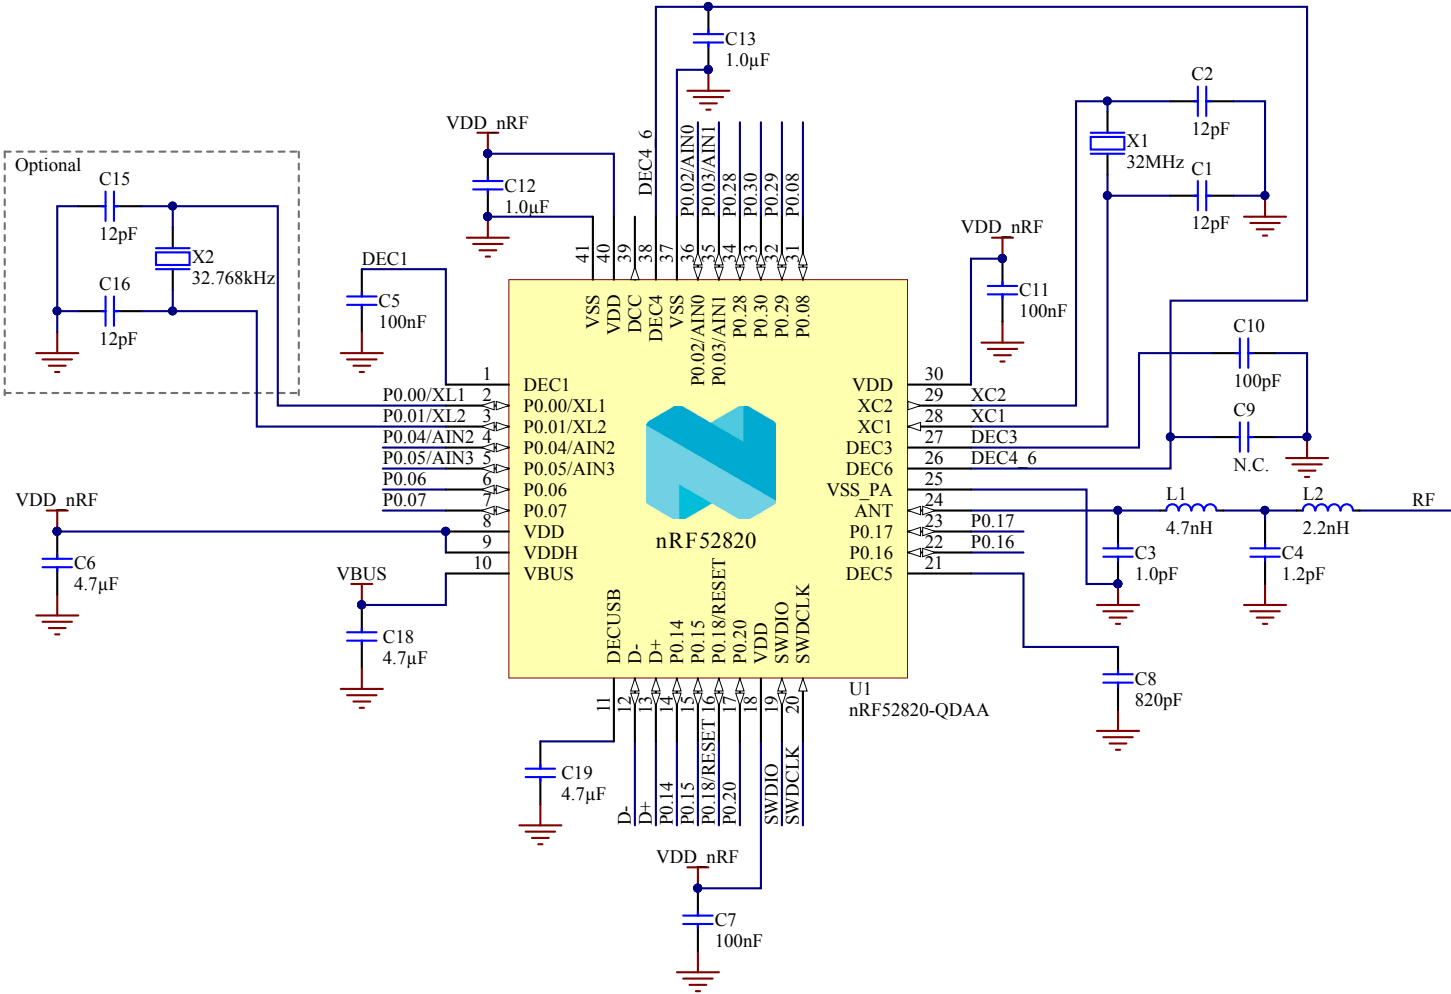 C13
1.0µF
DEC4_6
P0.02/AIN0
P0.03/AIN1
P0.28
P0.30
P0.29
P0.08
VDD_nRF
C12
1.0µF
C2
12pF
X1
32MHz
C1
12pF
Optional
C15
12pF
X2
32.768kHz
C16
12pF
DEC1
C5
100nF
VDD_nRF
C11
100nF
C10
100pF
C9
N.C.
41
40
39
38
37
36
35
34
33
32
31
VSS
VDD
DCC
DEC4
VSS
P0.02/AIN0
P0.03/AIN1
P0.28
P0.30
P0.29
P0.08
1 DEC1
P0.00/XL1 2 P0.00/XL1
P0.01/XL2 3 P0.01/XL2
P0.04/AIN2 4 P0.04/AIN2
P0.05/AIN3 5 P0.05/AIN3
P0.06 6 P0.06
P0.07 7 P0.07
8 VDD
9 VDDH
10 VBUS
VDD 30
XC2 29 XC2
XC1 28 XC1
DEC3 27 DEC3
DEC6 26 DEC4_6
VSS_PA 25
ANT 24
P0.17 23 P0.17
P0.16 22 P0.16
DEC5 21
nRF52820
VDD_nRF
C6
4.7µF
VBUS
C18
4.7µF
L1
4.7nH
L2
2.2nH
RF
C3
1.0pF
C4
1.2pF
C8
820pF
DECUSB
D-
D+
P0.14
P0.15
P0.18/RESET
P0.20
VDD
SWDIO
SWDCLK
11
12
13
14
15
16
17
18
19
20
U1
nRF52820-QDAA
C19
4.7µF
D-
D+
P0.14
P0.15
P0.18/RESET
P0.20
SWDIO
SWDCLK
VDD_nRF
C7
100nF